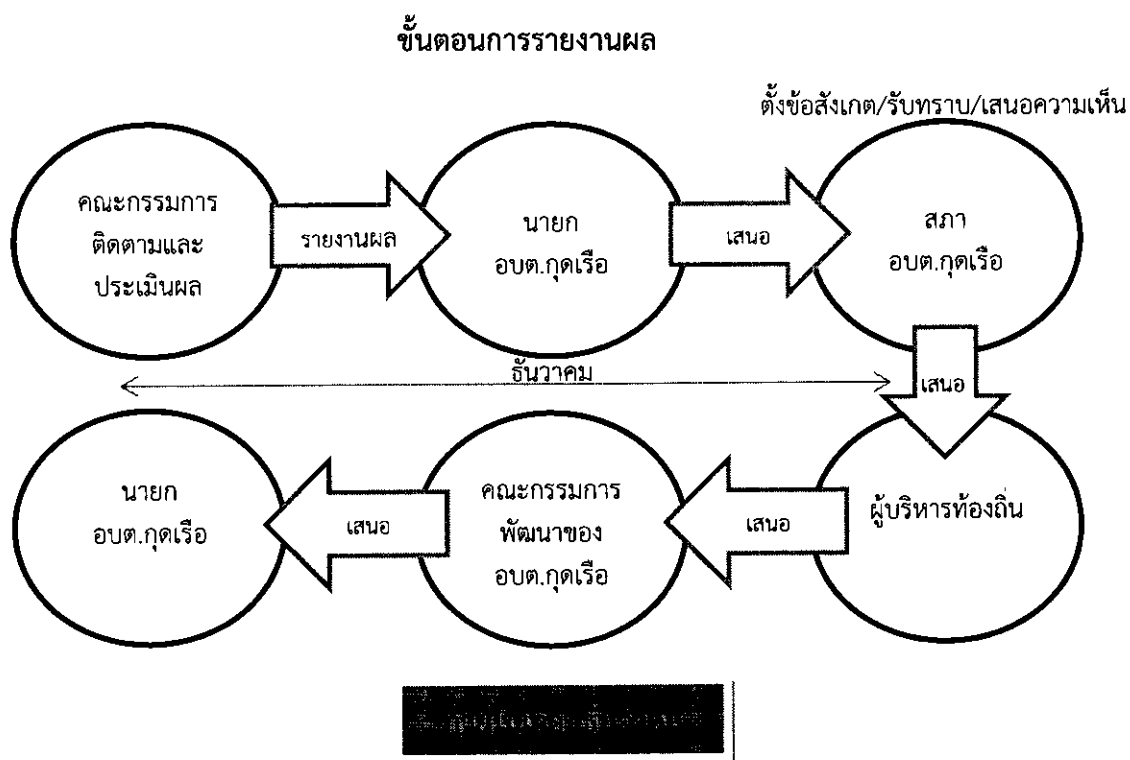 ขั้นตอนการรายงานผล
ตั้งข้อสังเกต/รับทราบ/เสนอความเห็น
คณะกรรมการ
ติดตามและ
ประเมินผล
รายงานผล
นายก
อบต.กุดเรือ
เสนอ
สภา
อบต.กุดเรือ
ธันวาคม
เสนอ
นายก
อบต.กุดเรือ
เสนอ
คณะกรรมการ
พัฒนาของ
อบต.กุดเรือ
เสนอ
ผู้บริหารท้องถิ่น